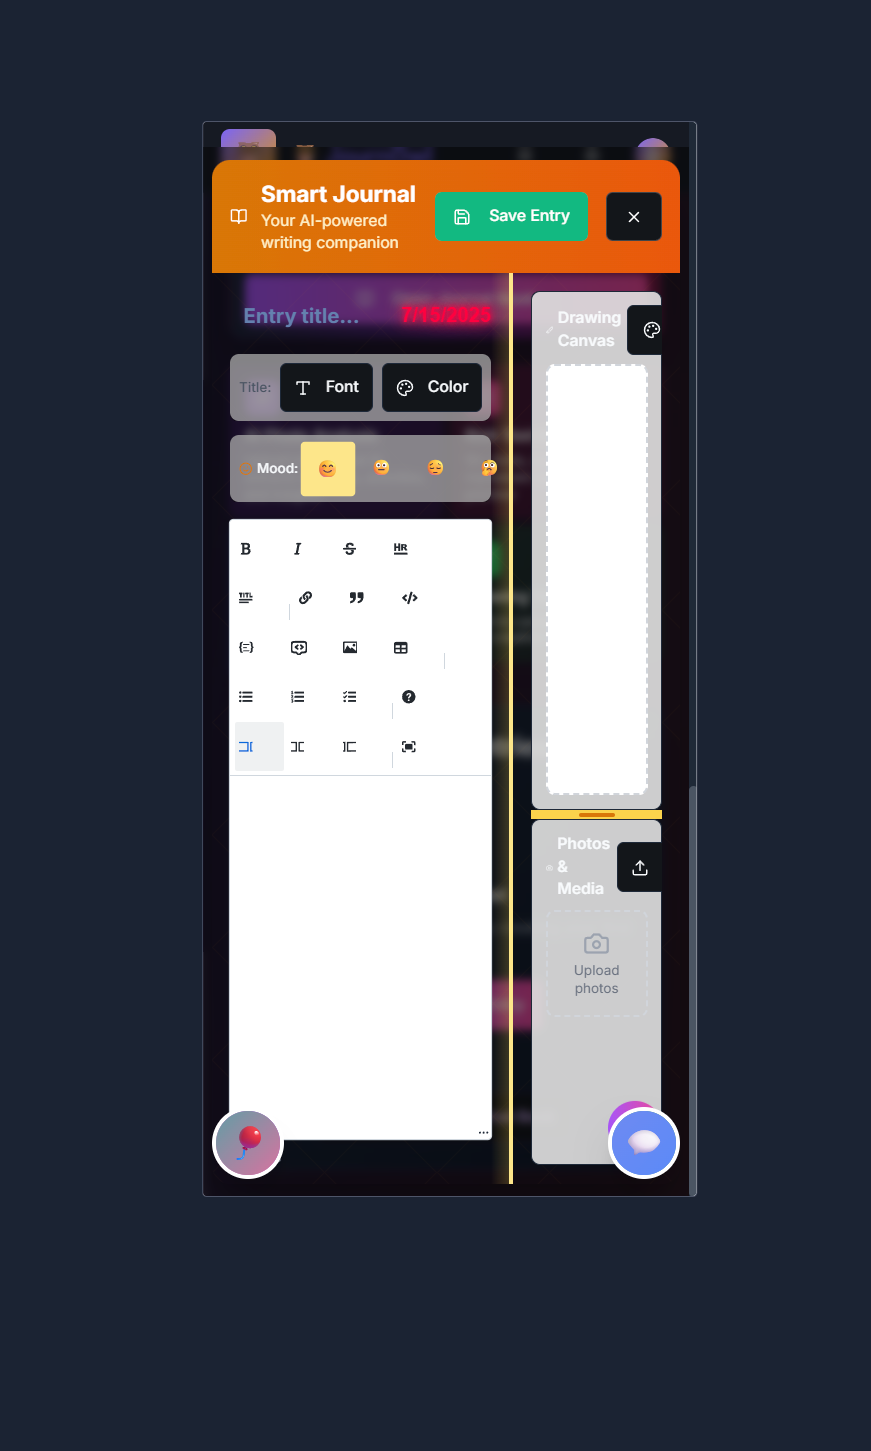 Smart Journal
Your AI-powered
writing companion
Save Entry
Entry title...
7/15/2025
Title:
Font
Color
Mood:
B
I
S
HR
TITL
Drawing
Canvas
Photos
&
Media
Upload
photos